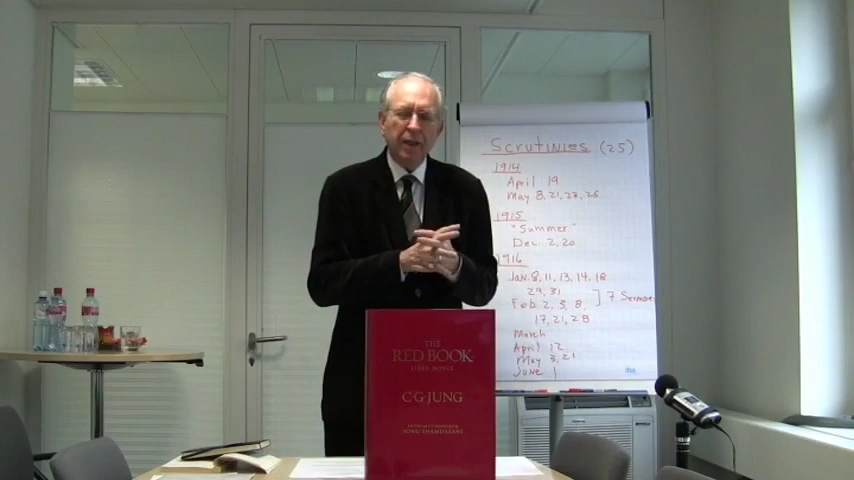 SCRUTINIES (25)
1914
April 19
May 8, 21, 23, 25
1915
"Summer"
Dec. 2, 20
1916
Jan. 8, 11, 13, 14, 18
29, 31
Feb. 2, 5, 8, 7 Sermons
17, 21, 28
March
April 12
May 3, 21
JUNE 1
THE
RED BOOK
LIBER NOVUS
C·G·JUNG
SONU SHAMDASANI